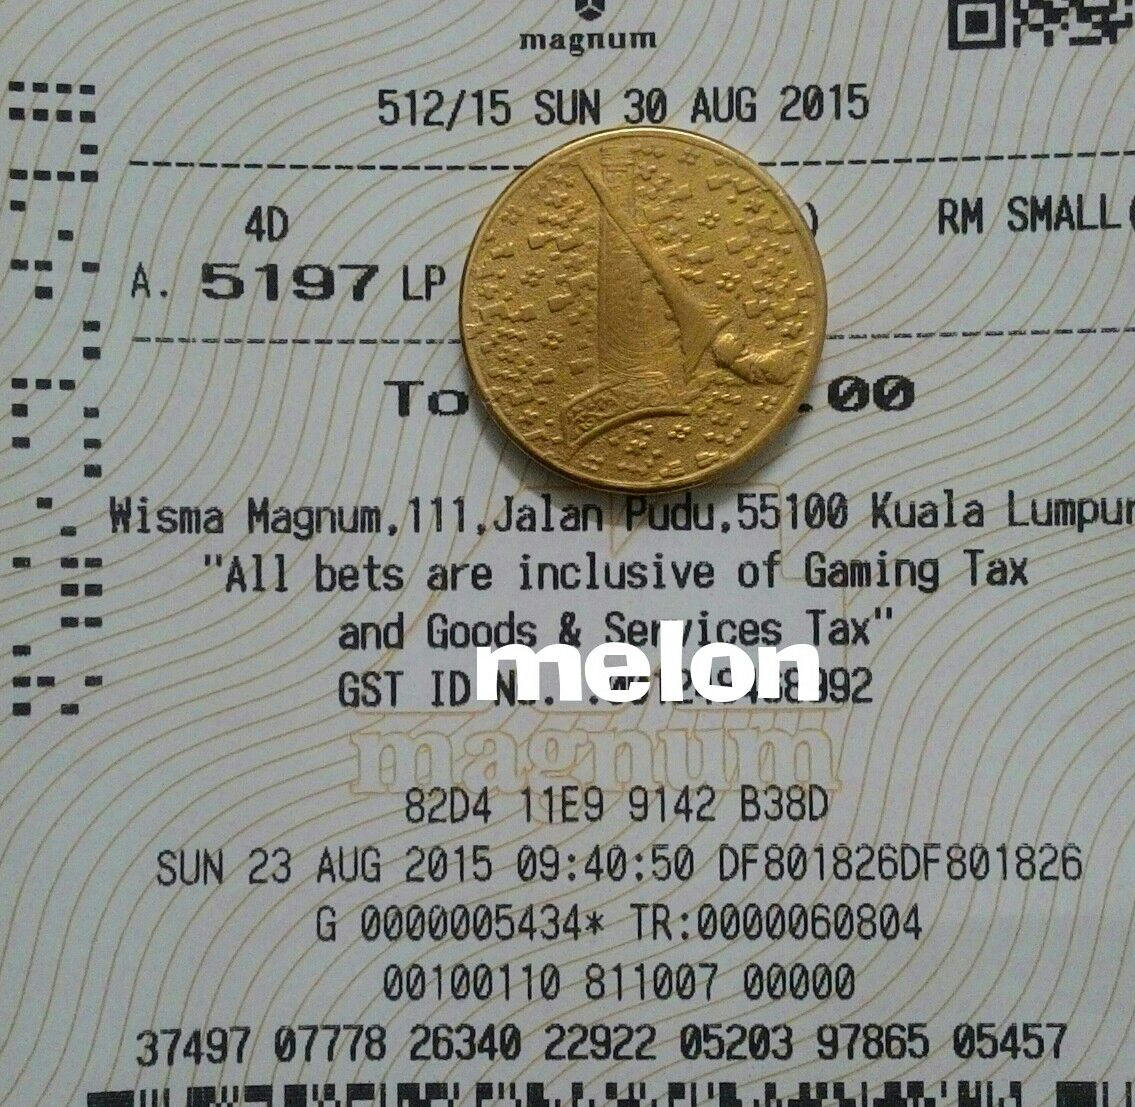 magnum
512/15 SUN 30 AUG 2015
4D ) RM SMALL(
A. 5197 LP
To .00
Wisma Magnum,111,Jalan Pudu,55100 Kuala Lumpur
"All bets are inclusive of Gaming Tax
and Goods & Services Tax"
GST ID
melon
magnum
82D4 11E9 9142 B38D
SUN 23 AUG 2015 09:40:50 DF801826DF801826
G 0000005434* TR:0000060804
00100110 811007 00000
37497 07778 26340 22922 05203 97865 05457